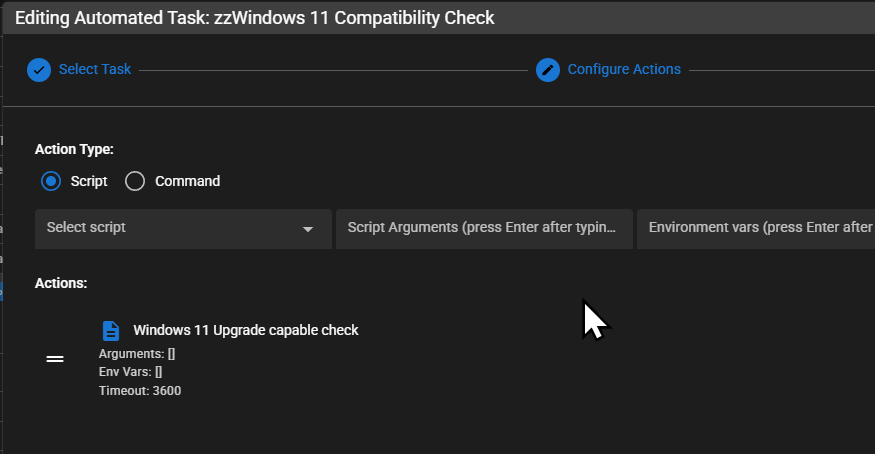 Editing Automated Task: zzWindows 11 Compatibility Check
Select Task
Configure Actions
Action Type:
Script
Command
Select script
Script Arguments (press Enter after typin...
Environment vars (press Enter after
Actions:
Windows 11 Upgrade capable check
Arguments: []
Env Vars: []
Timeout: 3600